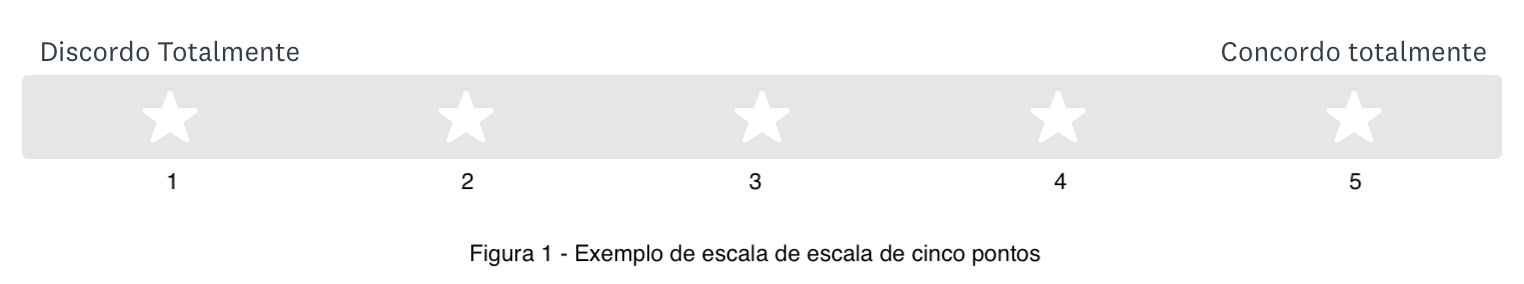 Discordo Totalmente Concordo totalmente
1 2 3 4 5
Figura 1 - Exemplo de escala de escala de cinco pontos